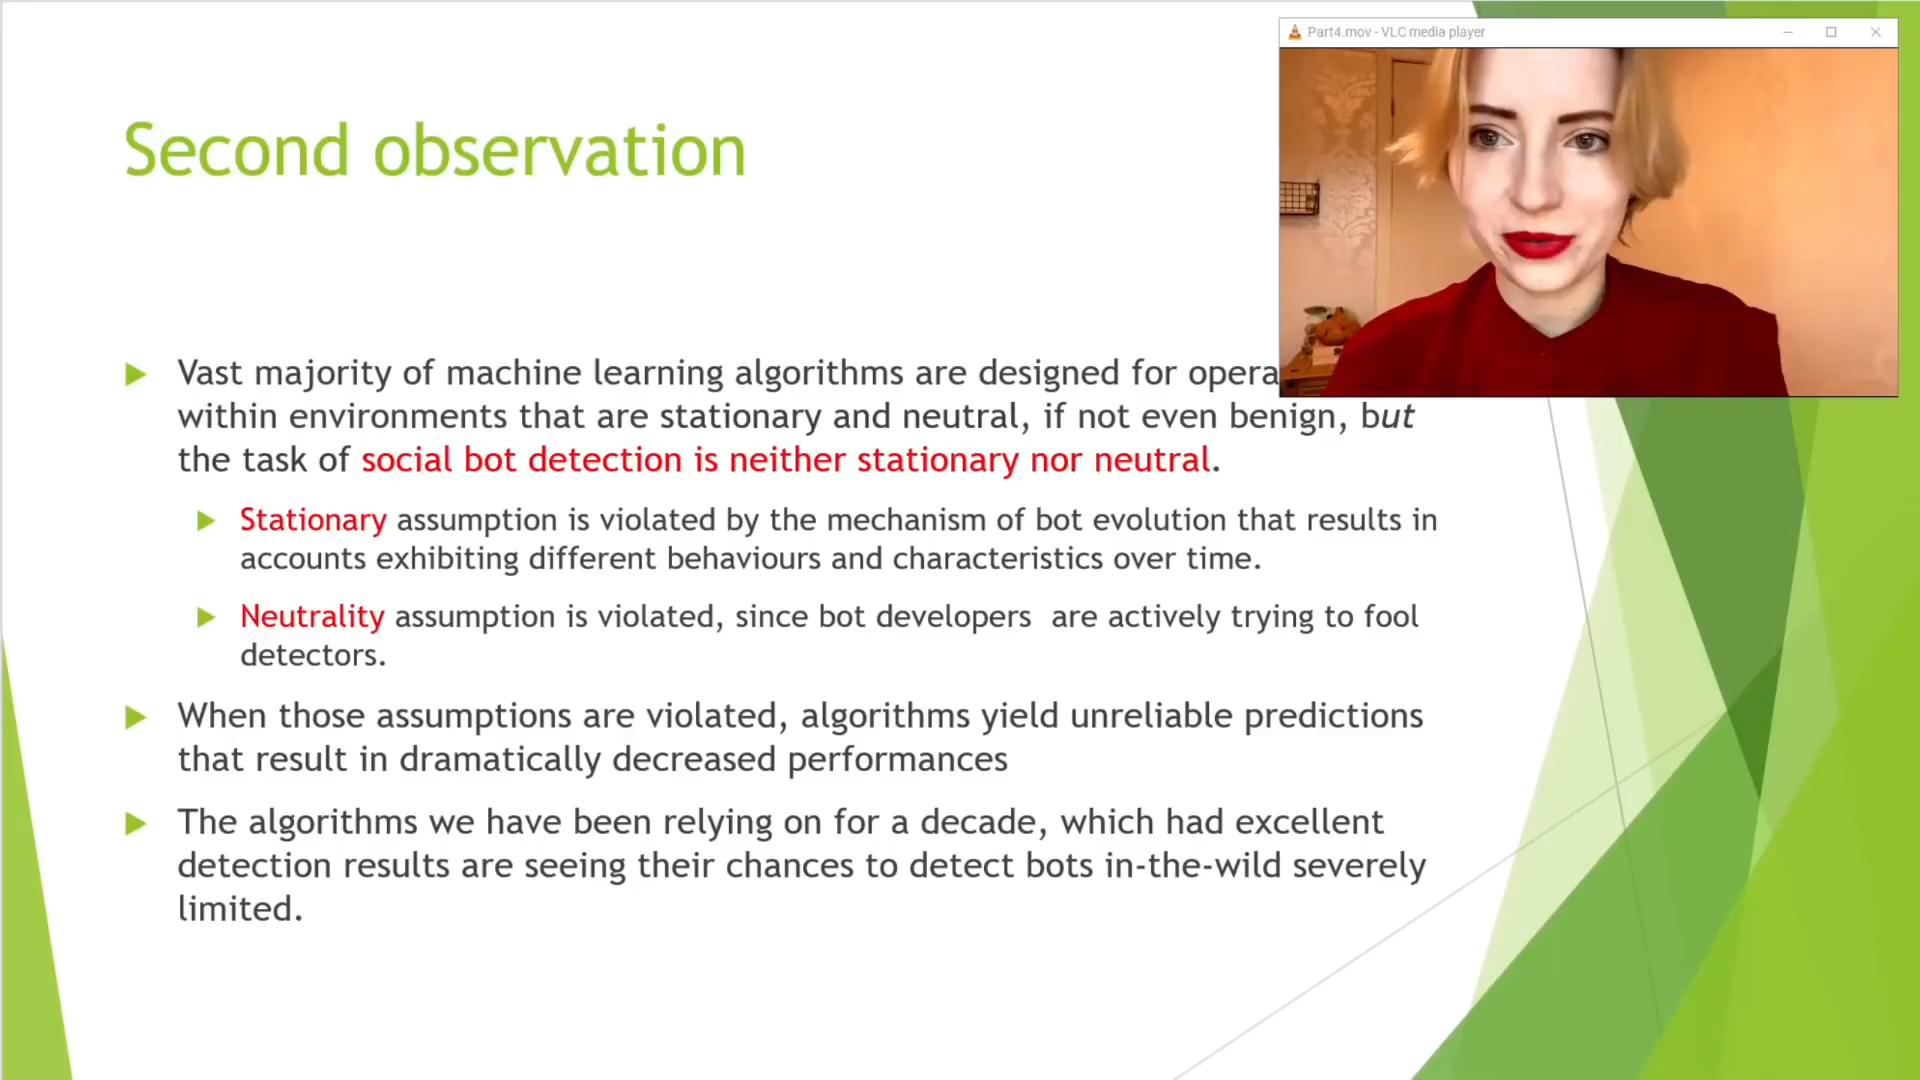 Part4.mov - VLC media player
Second observation
Vast majority of machine learning algorithms are designed for opera
within environments that are stationary and neutral, if not even benign, but
the task of social bot detection is neither stationary nor neutral.
Stationary assumption is violated by the mechanism of bot evolution that results in
accounts exhibiting different behaviours and characteristics over time.
Neutrality assumption is violated, since bot developers are actively trying to fool
detectors.
When those assumptions are violated, algorithms yield unreliable predictions
that result in dramatically decreased performances
The algorithms we have been relying on for a decade, which had excellent
detection results are seeing their chances to detect bots in-the-wild severely
limited.